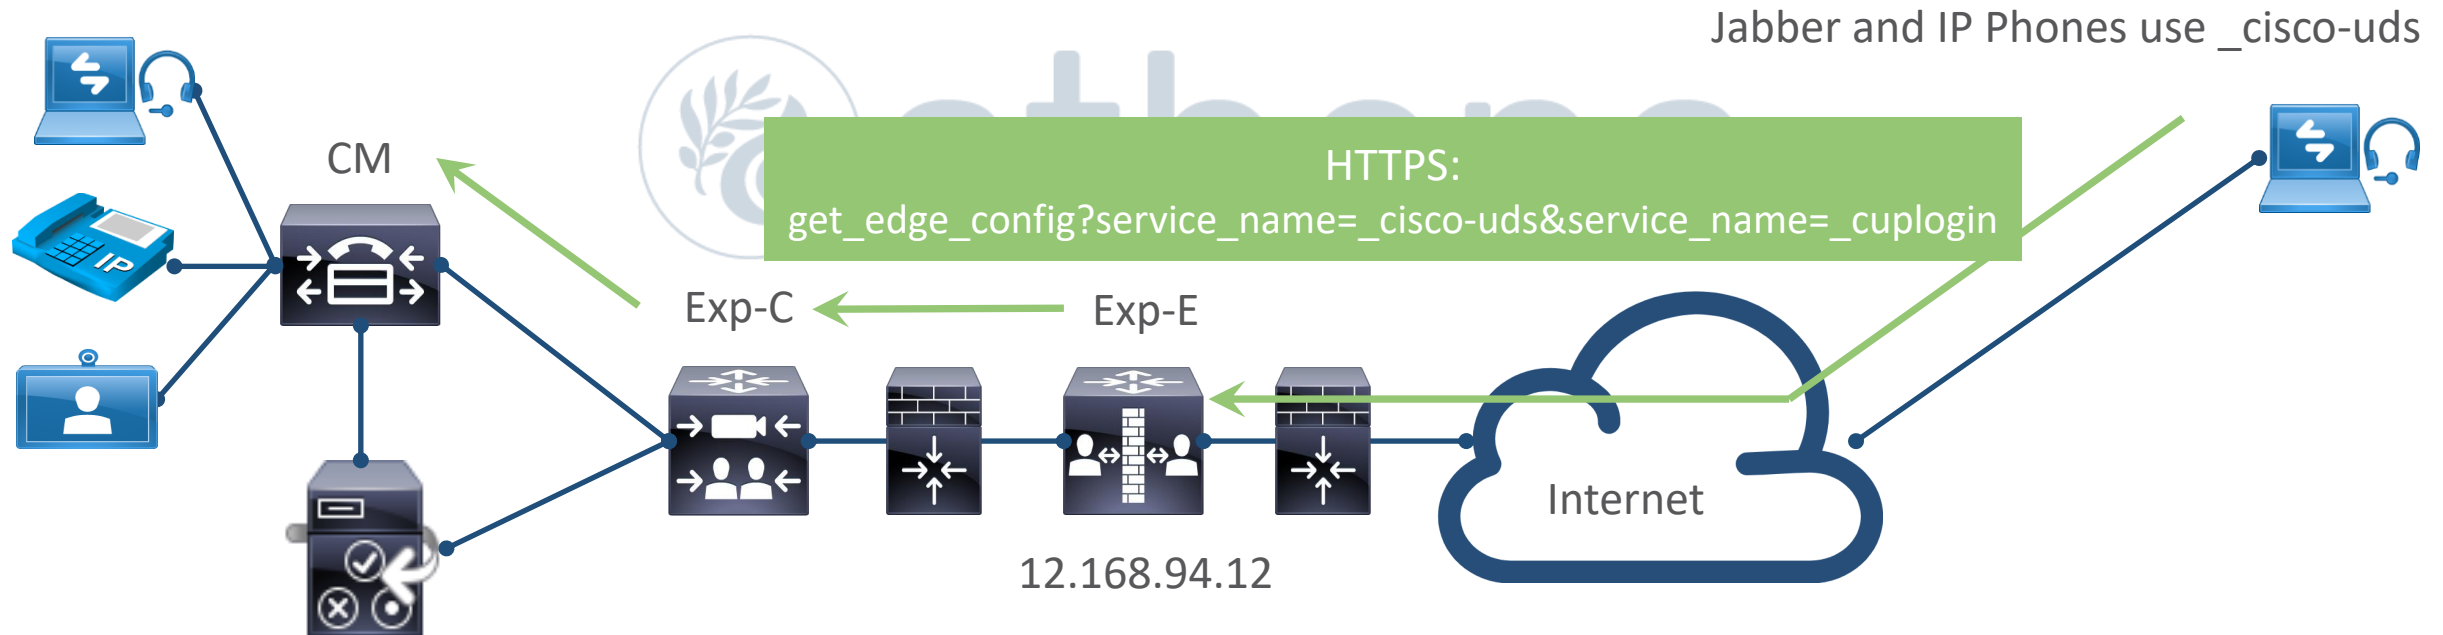 Jabber and IP Phones use _cisco-uds
CM
HTTPS:
get_edge_config?service_name=_cisco-uds&service_name=_cuplogin
Exp-C
Exp-E
IP
Internet
12.168.94.12